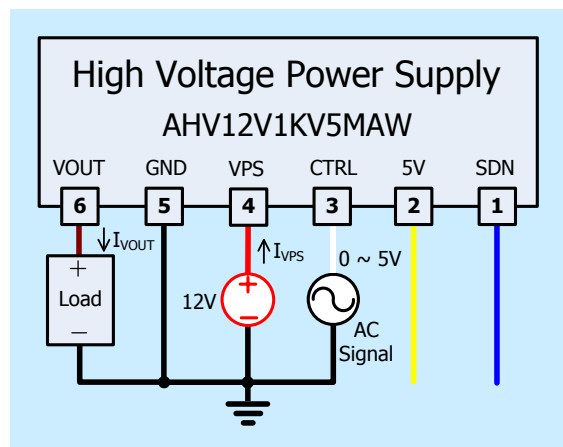 High Voltage Power Supply
AHV12V1KV5MAW
VOUT GND VPS CTRL 5V SDN
6 5 4 3 2 1
IVOUT IVPS 0 ~ 5V
+ +
Load 12V
− −
AC
Signal